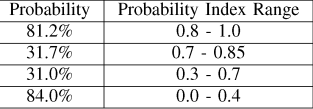 Probability Probability Index Range
81.2% 0.8 - 1.0
31.7% 0.7 - 0.85
31.0% 0.3 - 0.7
84.0% 0.0 - 0.4